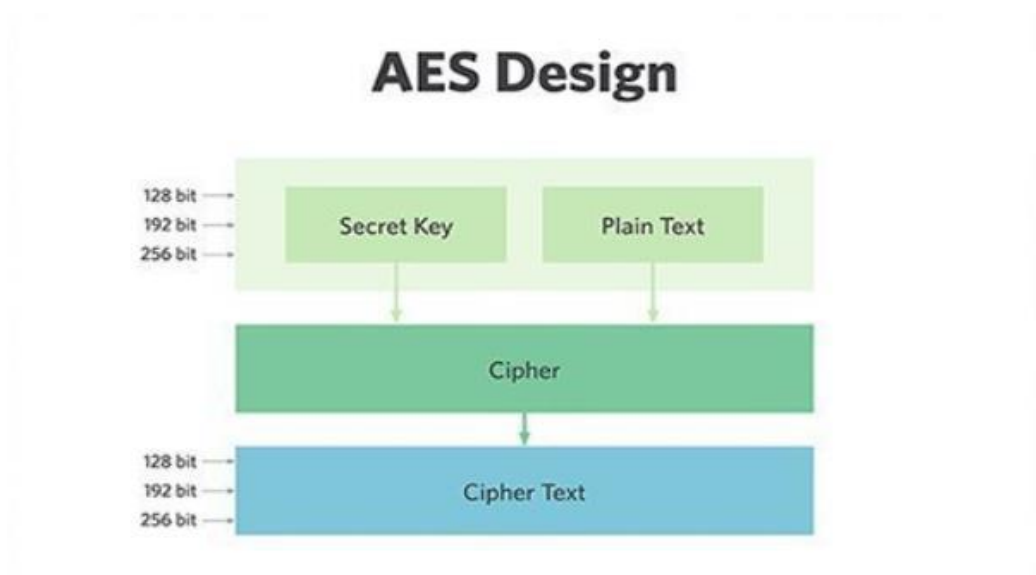 AES Design
128 bit
192 bit
256 bit
Secret Key
Plain Text
Cipher
128 bit
192 bit
256 bit
Cipher Text